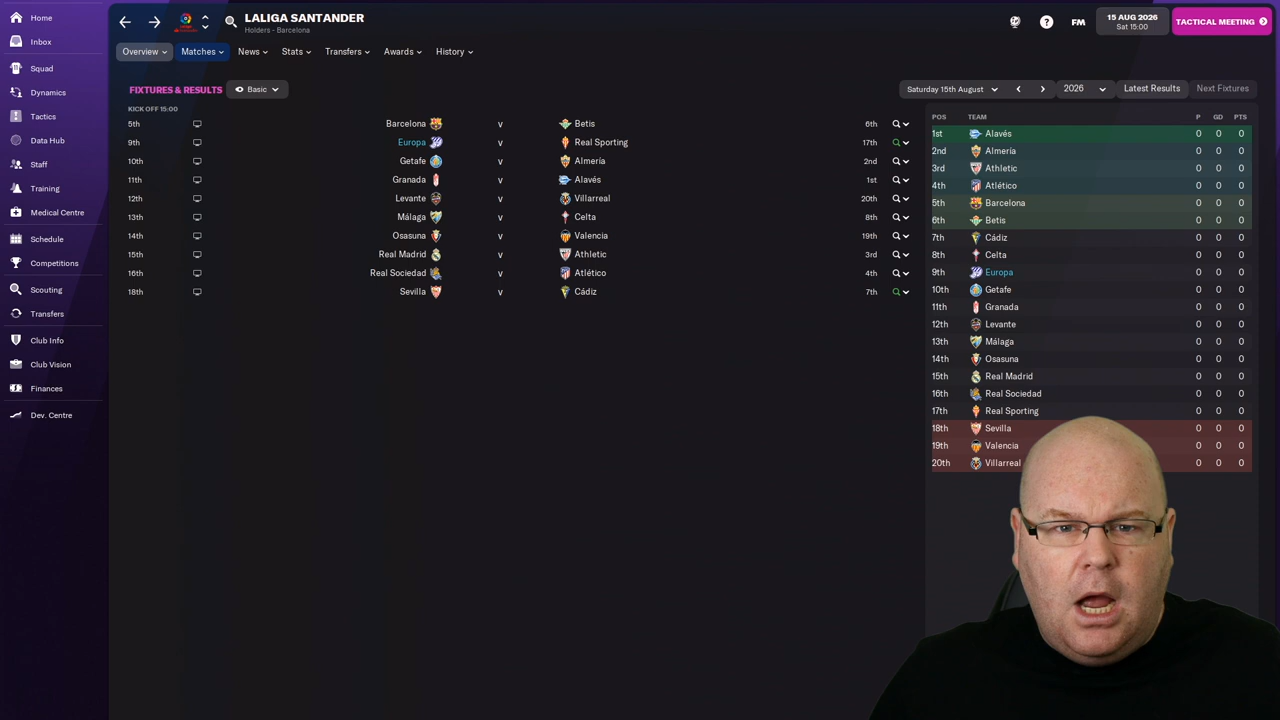 Home
Inbox
Squad
Dynamics
Tactics
Data Hub
Staff
Training
Medical Centre
Schedule
Competitions
Scouting
Transfers
Club Info
Club Vision
Finances
Dev. Centre
LALIGA SANTANDER
Holders - Barcelona
FM
15 AUG 2026
Sat 15:00
TACTICAL MEETING
Overview Matches News Stats Transfers Awards History
FIXTURES & RESULTS Basic
Saturday 15th August 2026 Latest Results Next Fixtures
KICK OFF 15:00
5th Barcelona v Betis 6th
9th Europa v Real Sporting 17th
10th Getafe v Almería 2nd
11th Granada v Alavés 1st
12th Levante v Villarreal 20th
13th Málaga v Celta 8th
14th Osasuna v Valencia 19th
15th Real Madrid v Athletic 3rd
16th Real Sociedad v Atlético 4th
18th Sevilla v Cádiz 7th
POS TEAM P GD PTS
1st Alavés 0 0 0
2nd Almería 0 0 0
3rd Athletic 0 0 0
4th Atlético 0 0 0
5th Barcelona 0 0 0
6th Betis 0 0 0
7th Cádiz 0 0 0
8th Celta 0 0 0
9th Europa 0 0 0
10th Getafe 0 0 0
11th Granada 0 0 0
12th Levante 0 0 0
13th Málaga 0 0 0
14th Osasuna 0 0 0
15th Real Madrid 0 0 0
16th Real Sociedad 0 0 0
17th Real Sporting 0 0 0
18th Sevilla 0 0 0
19th Valencia 0 0 0
20th Villarreal 0 0 0